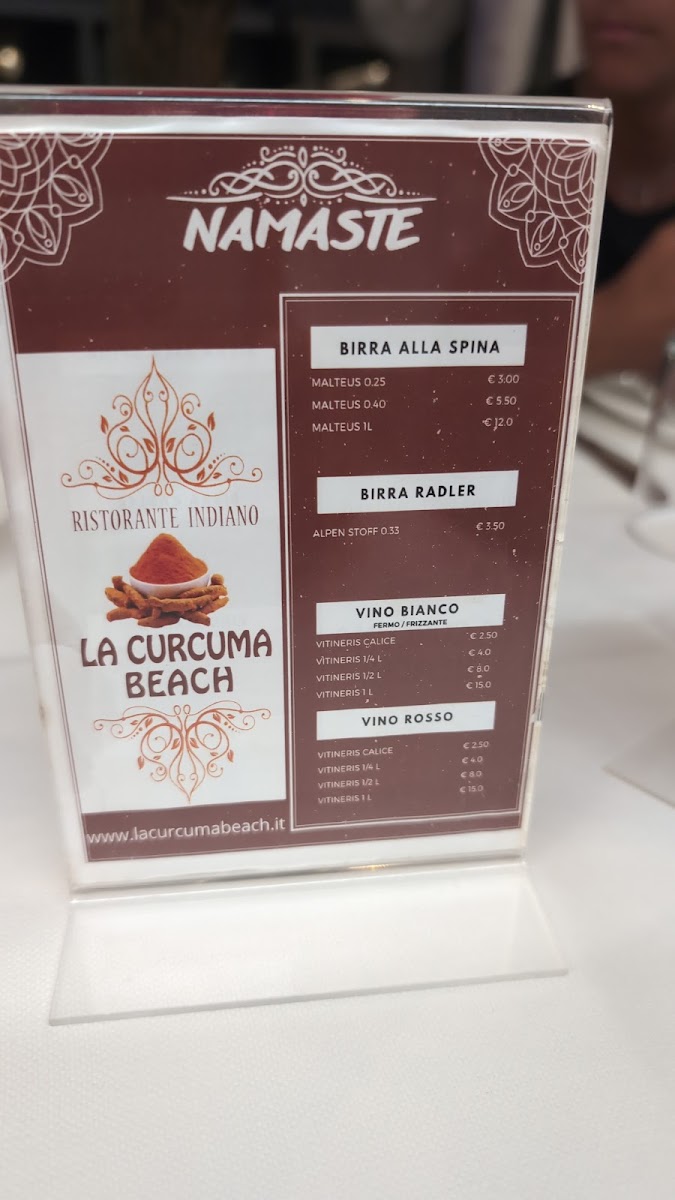 NAMASTE
RISTORANTE INDIANO
LA CURCUMA
BEACH
www.lacurcumabeach.it
BIRRA ALLA SPINA
MALTEUS 0.25 € 3.00
MALTEUS 0.40 € 5.50
MALTEUS 1L € 12.0
BIRRA RADLER
ALPEN STOFF 0.33 € 3.50
VINO BIANCO
FERMO / FRIZZANTE
VITINERIS CALICE € 2.50
VITINERIS 1/4 L € 4.0
VITINERIS 1/2 L € 8.0
VITINERIS 1 L € 15.0
VINO ROSSO
VITINERIS CALICE € 2.50
VITINERIS 1/4 L € 4.0
VITINERIS 1/2 L € 8.0
VITINERIS 1 L € 15.0